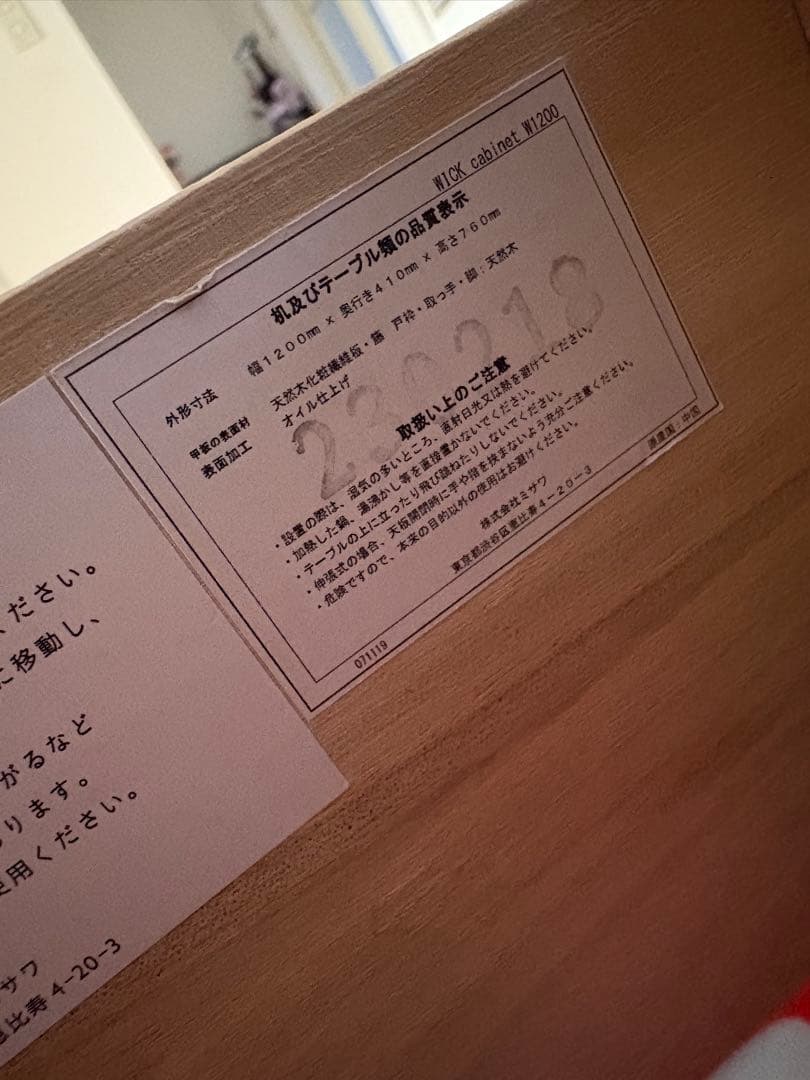 WICK cabinet W1200
机及びテーブル類の品質表示
外形寸法 幅1200mm × 奥行き410mm × 高さ760mm
甲板の表面材 天然木化粧繊維板・籐 戸枠・取っ手・脚：天然木
表面加工 オイル仕上げ
230218
取扱い上のご注意
・設置の際は、湿気の多いところ、直射日光又は熱を避けてください。
・加熱した鍋、湯沸かし等を直接置かないでください。
・テーブルの上に立ったり飛び跳ねたりしないでください。
・伸張式の場合、天板開閉時に手や指を挟まないよう充分ご注意ください。
・危険ですので、本来の目的以外の使用はお避けください。
株式会社ミサワ
東京都渋谷区恵比寿4-20-3
原産国：中国
071119
ください。
に移動し、
がるなど
ります。
使用ください。
サワ
恵比寿4-20-3